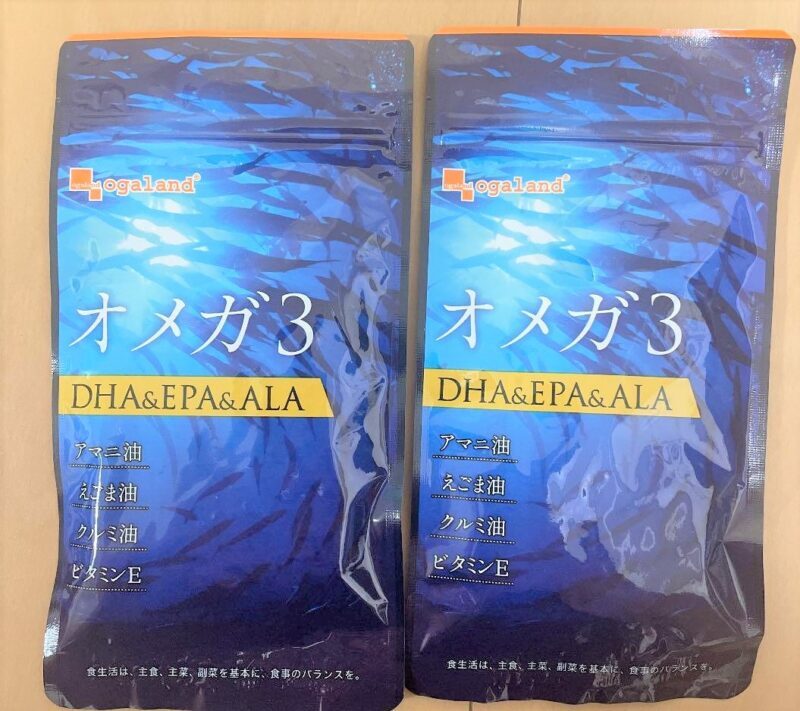 ogaland
オメガ3
DHA&EPA&ALA
アマニ油
えごま油
クルミ油
ビタミンE
食生活は、主食、主菜、副菜を基本に、食事のバランスを。
ogaland
オメガ3
DHA&EPA&ALA
アマニ油
えごま油
クルミ油
ビタミンE
食生活は、主食、主菜、副菜を基本に、食事のバランスを。